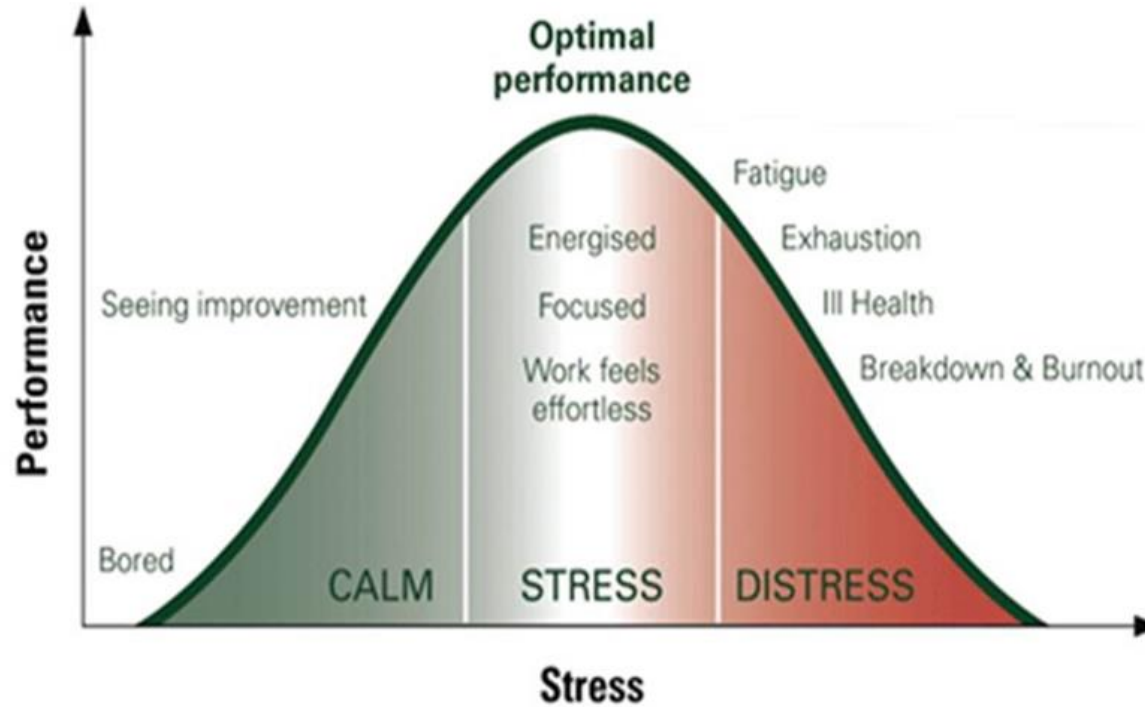 Optimal
performance
Fatigue
Energised
Exhaustion
Seeing improvement
Focused
Ill Health
Work feels
effortless
Breakdown & Burnout
Performance
Bored
CALM
STRESS
DISTRESS
Stress